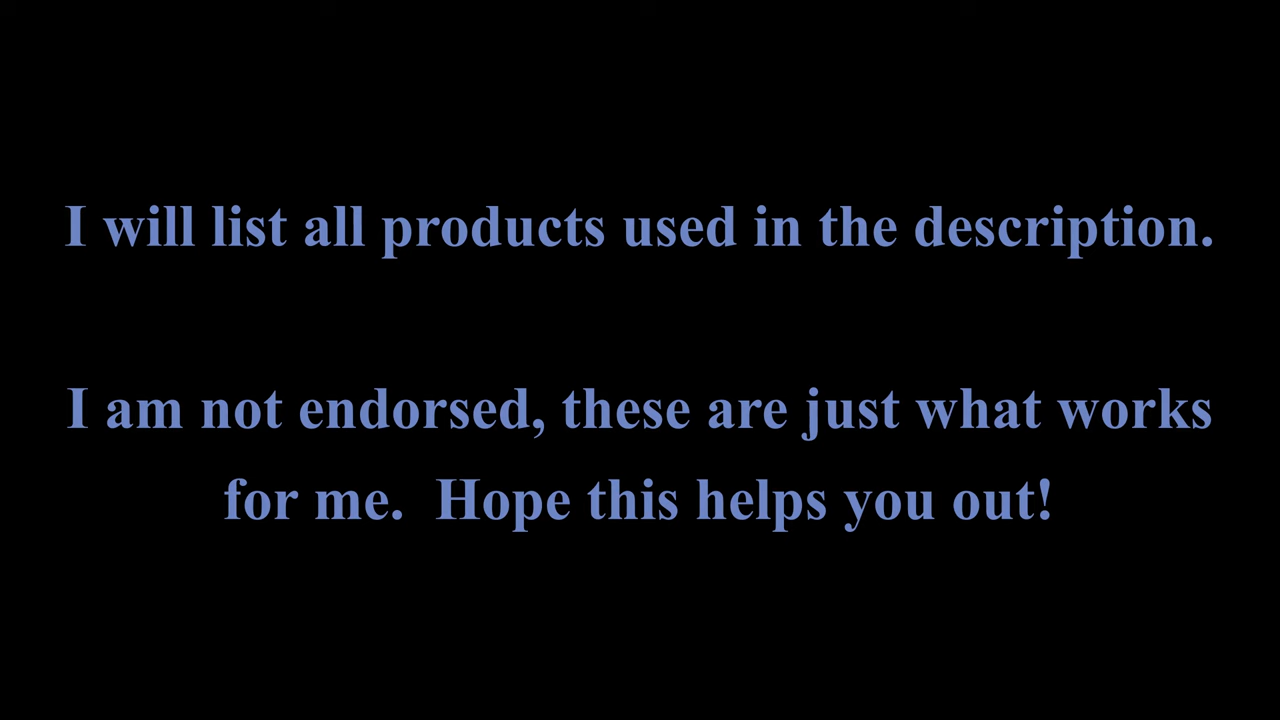 I will list all products used in the description.
I am not endorsed, these are just what works
for me.  Hope this helps you out!